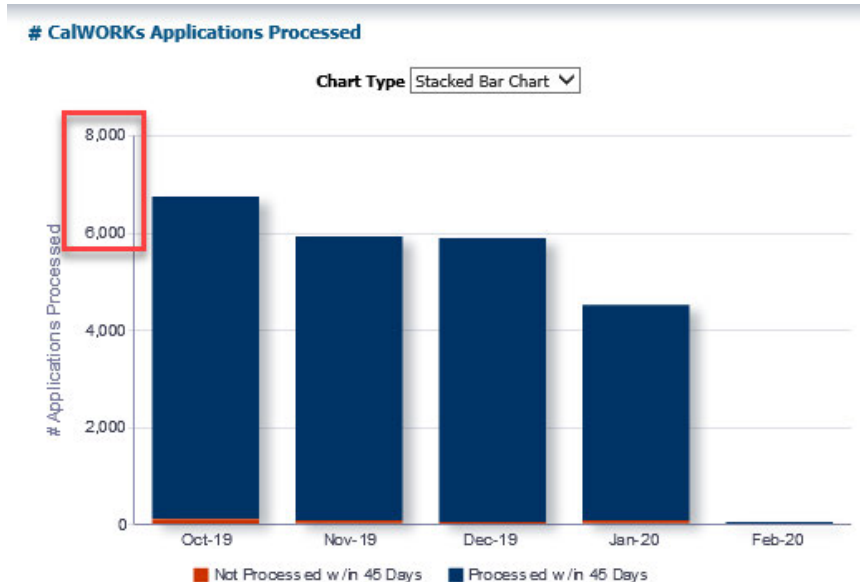 # CalWORKs Applications Processed
Chart Type Stacked Bar Chart
8,000
6,000
4,000
2,000
0
# Applications Processed
Oct-19 Nov-19 Dec-19 Jan-20 Feb-20
Not Processed w/in 45 Days Processed w/in 45 Days